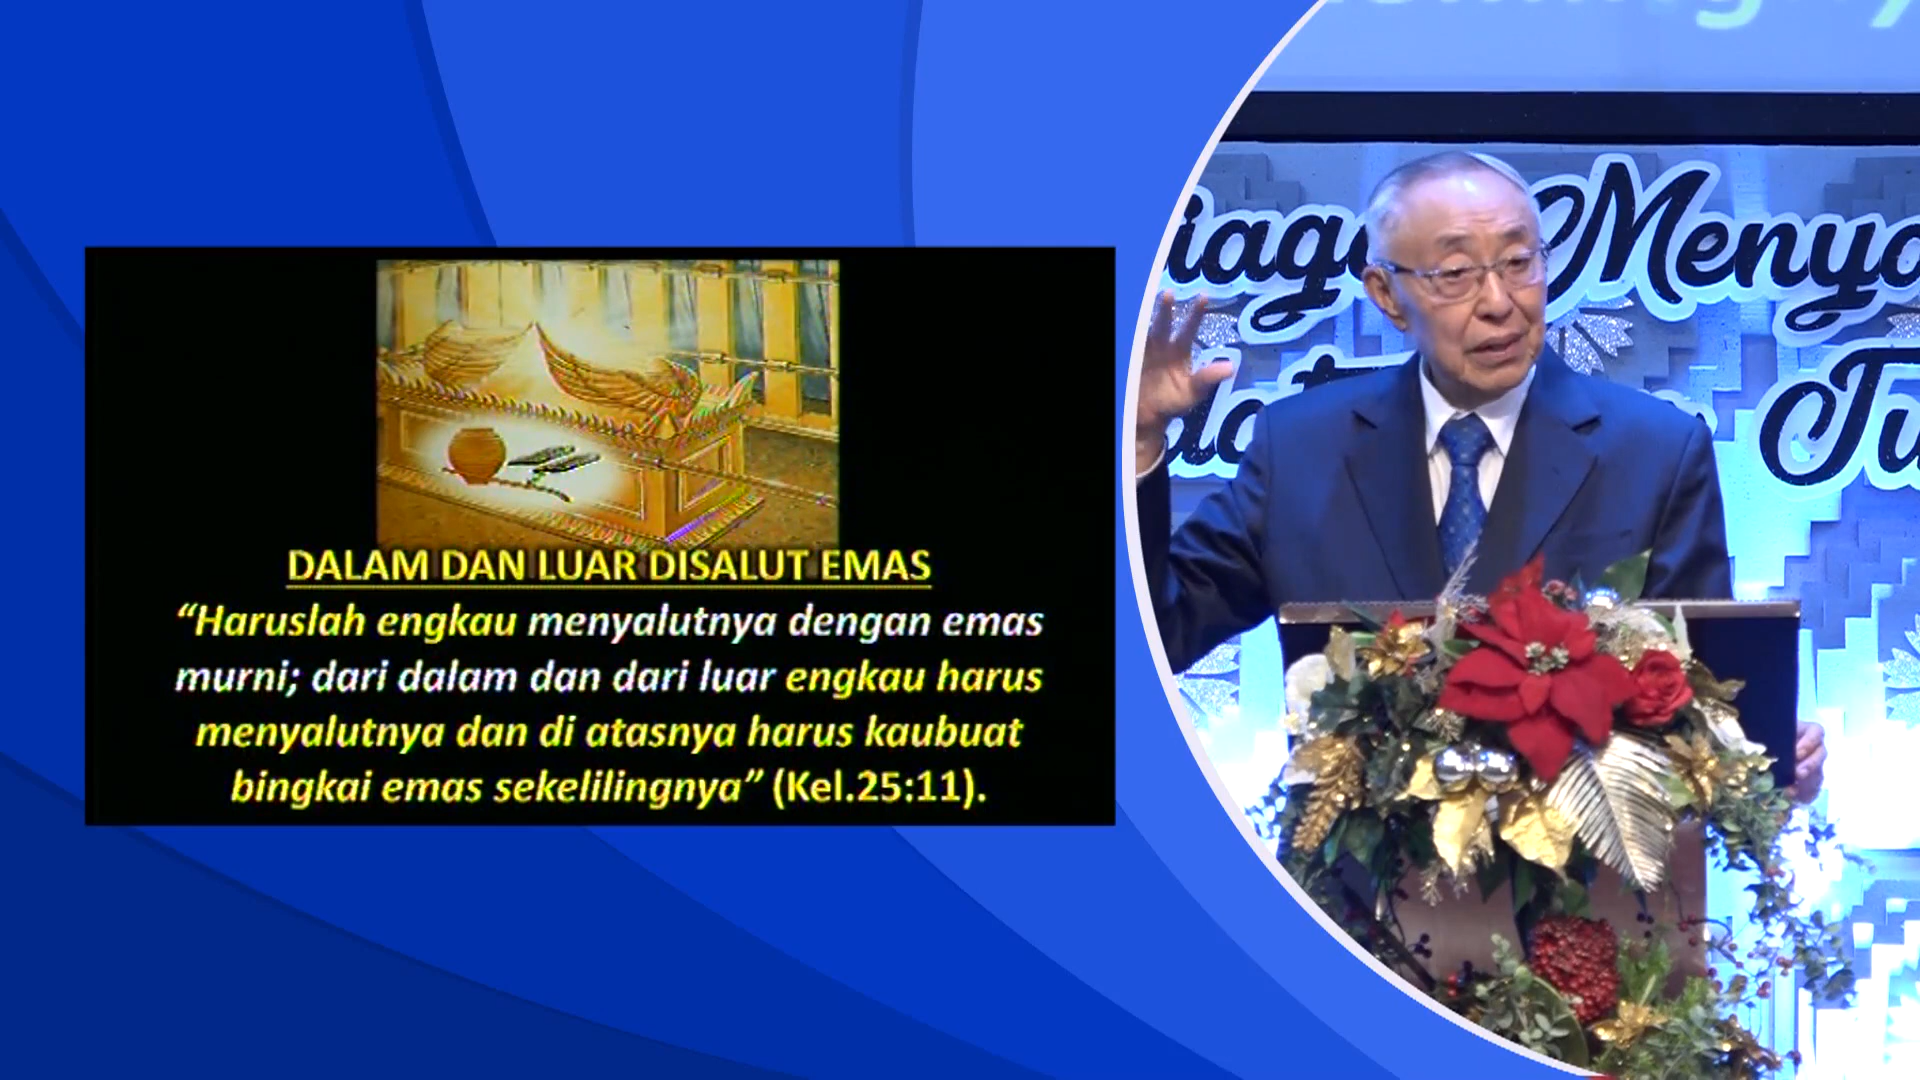 DALAM DAN LUAR DISALUT EMAS
“Haruslah engkau menyalutnya dengan emas
murni; dari dalam dan dari luar engkau harus
menyalutnya dan di atasnya harus kaubuat
bingkai emas sekelilingnya” (Kel.25:11).